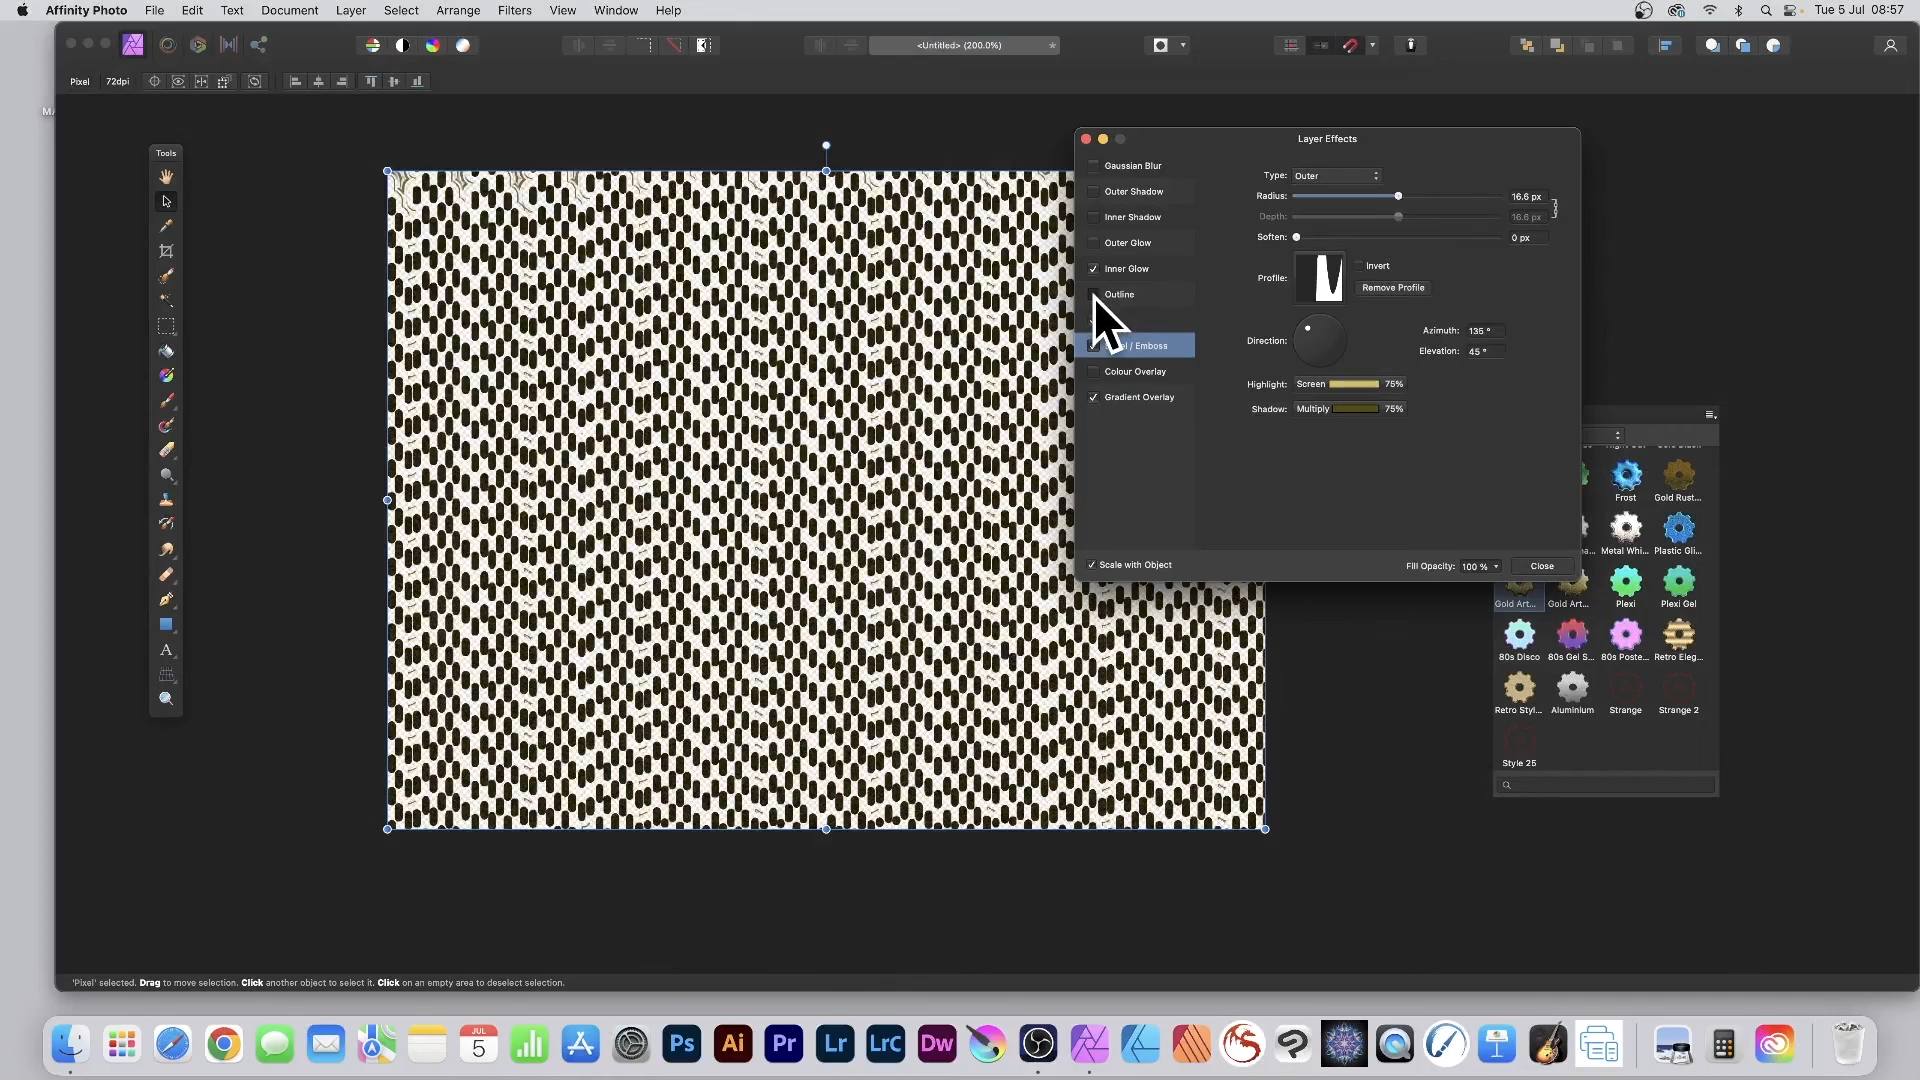 Affinity Photo File Edit Text Document Layer Select Arrange Filters View Window Help
Tue 5 Jul 08:57
<Untitled> (200.0%)
Pixel 72dpi
Tools
Layer Effects
Gaussian Blur
Outer Shadow
Inner Shadow
Outer Glow
Inner Glow
Outline
/ Emboss
Colour Overlay
Gradient Overlay
Type: Outer
Radius: 16.6 px
Depth: 16.6 px
Soften: 0 px
Profile:
Invert
Remove Profile
Direction:
Azimuth: 135 °
Elevation: 45 °
Highlight: Screen 75%
Shadow: Multiply 75%
Scale with Object
Fill Opacity: 100 %
Close
Frost Gold Rust...
Metal Whi... Plastic Gli...
Gold Art... Gold Art... Plexi Plexi Gel
80s Disco 80s Gel S... 80s Poste... Retro Eleg...
Retro Styl... Aluminium Strange Strange 2
Style 25
'Pixel' selected. Drag to move selection. Click another object to select it. Click on an empty area to deselect selection.
JUL
5
Ps Ai Pr Lr LrC Dw